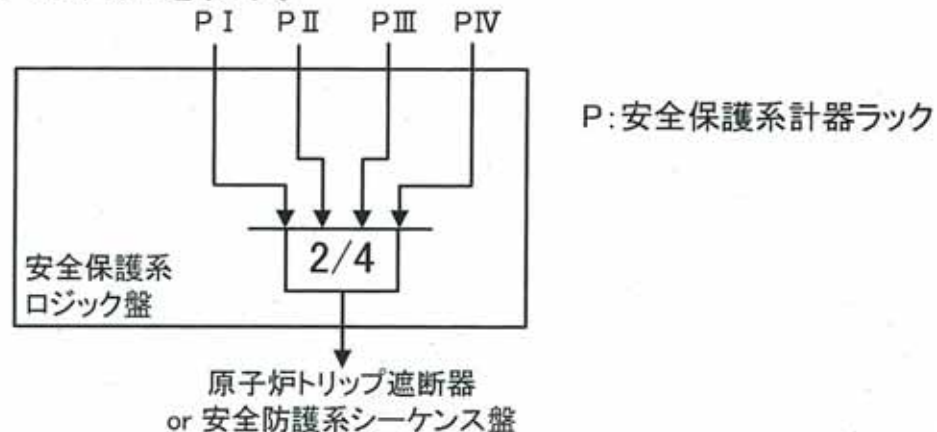 PⅠ PⅡ PⅢ PⅣ
P:安全保護系計器ラック
2/4
安全保護系
ロジック盤
原子炉トリップ遮断器
or 安全防護系シーケンス盤